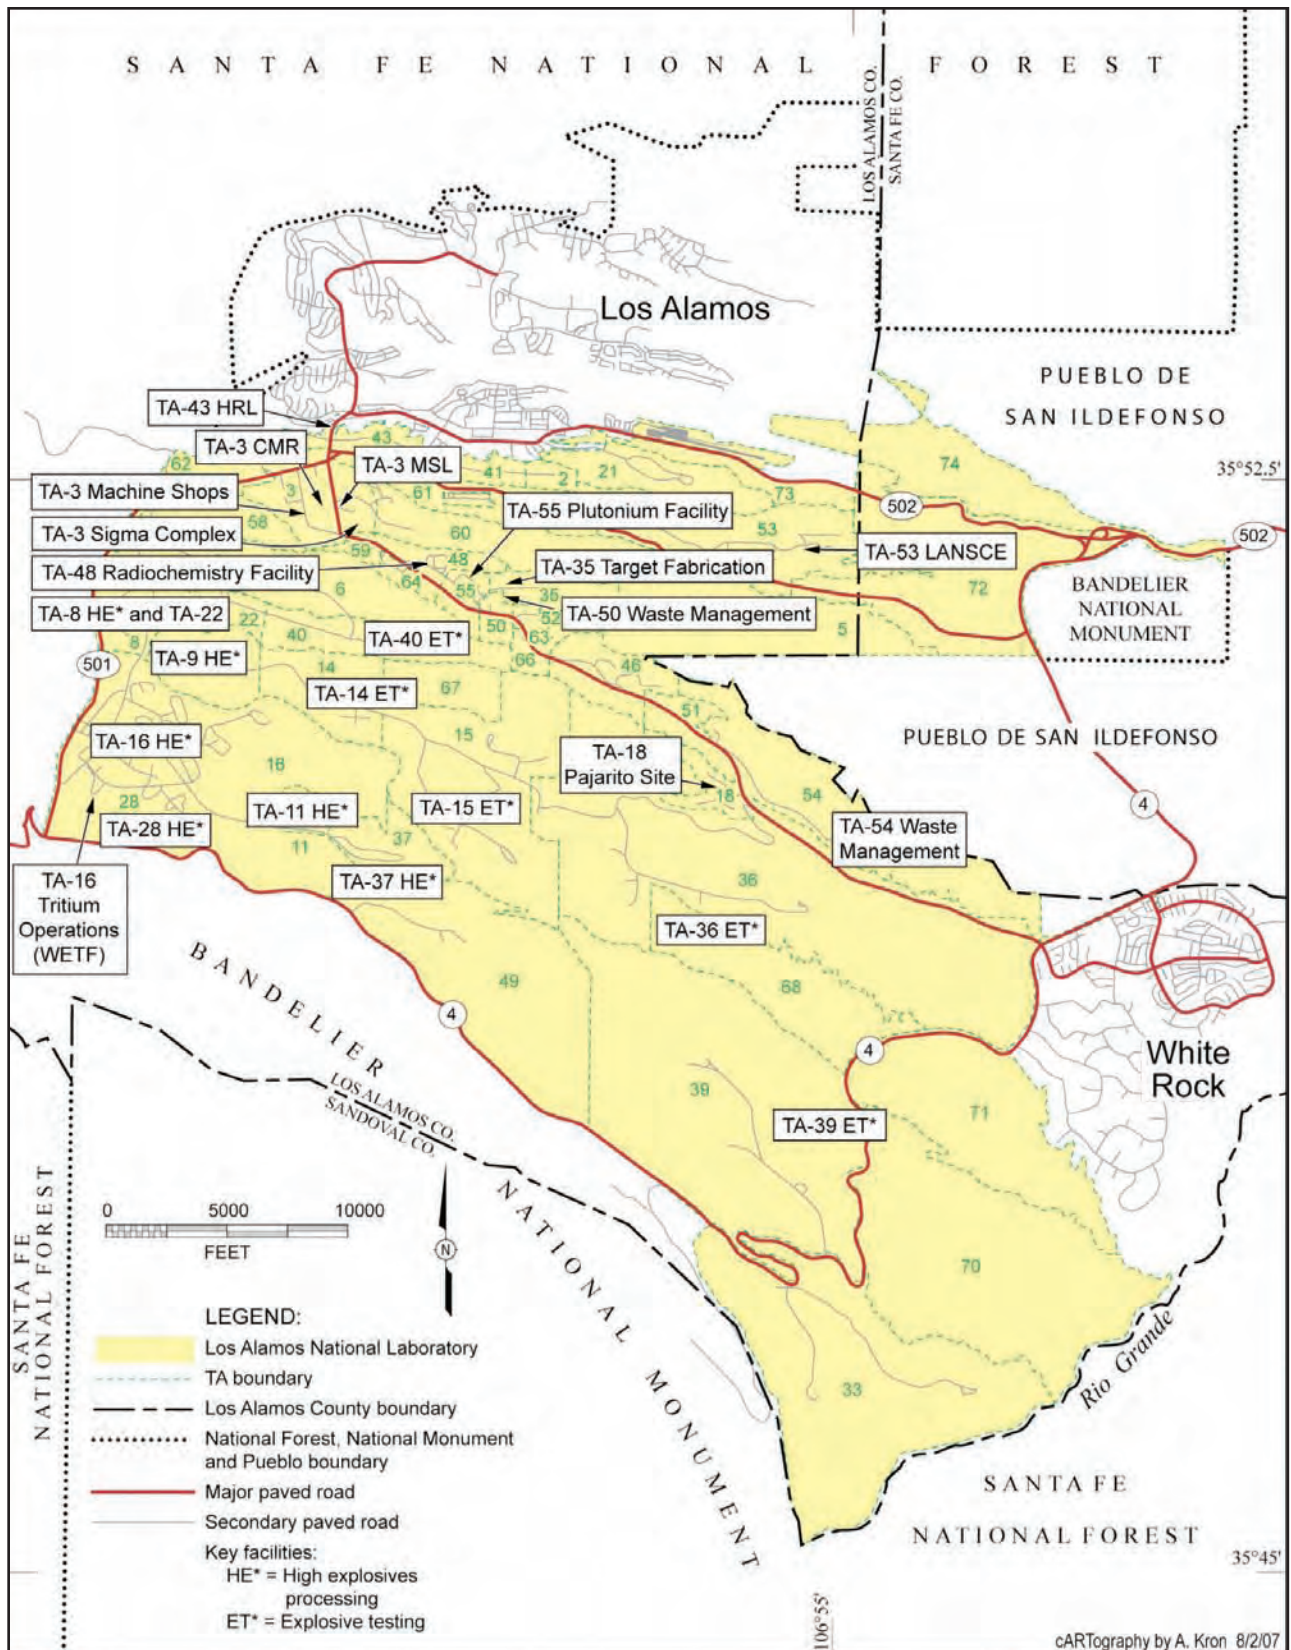 SANTA FE NATIONAL FOREST
LOS ALAMOS CO.
SANTA FE CO.
Los Alamos
PUEBLO DE
SAN ILDEFONSO
TA-43 HRL
43
TA-3 CMR
62
TA-3 MSL
41
2
21
74
35°52.5'
TA-3 Machine Shops
3
61
73
502
58
TA-55 Plutonium Facility
TA-3 Sigma Complex
60
53
502
59
TA-53 LANSCE
48
TA-48 Radiochemistry Facility
64
TA-35 Target Fabrication
6
55
35
72
BANDELIER
NATIONAL
MONUMENT
TA-8 HE* and TA-22
22
TA-50 Waste Management
52
50
5
8
40
TA-40 ET*
63
501
TA-9 HE*
14
66
46
TA-14 ET*
67
51
TA-16 HE*
15
PUEBLO DE SAN ILDEFONSO
16
TA-18
Pajarito Site
18
54
4
28
TA-11 HE*
TA-15 ET*
TA-28 HE*
11
37
TA-54 Waste
Management
TA-37 HE*
36
TA-16
Tritium
Operations
(WETF)
TA-36 ET*
49
68
4
4
White
Rock
39
71
TA-39 ET*
BANDELIER NATIONAL MONUMENT
LOS ALAMOS CO.
SANDOVAL CO.
SANTA FE
NATIONAL FOREST
0 5000 10000
FEET
N
70
33
Rio Grande
LEGEND:
Los Alamos National Laboratory
TA boundary
Los Alamos County boundary
National Forest, National Monument
and Pueblo boundary
Major paved road
Secondary paved road
Key facilities:
HE* = High explosives
processing
ET* = Explosive testing
SANTA FE
NATIONAL FOREST
35°45'
106°55'
cARTography by A. Kron 8/2/07